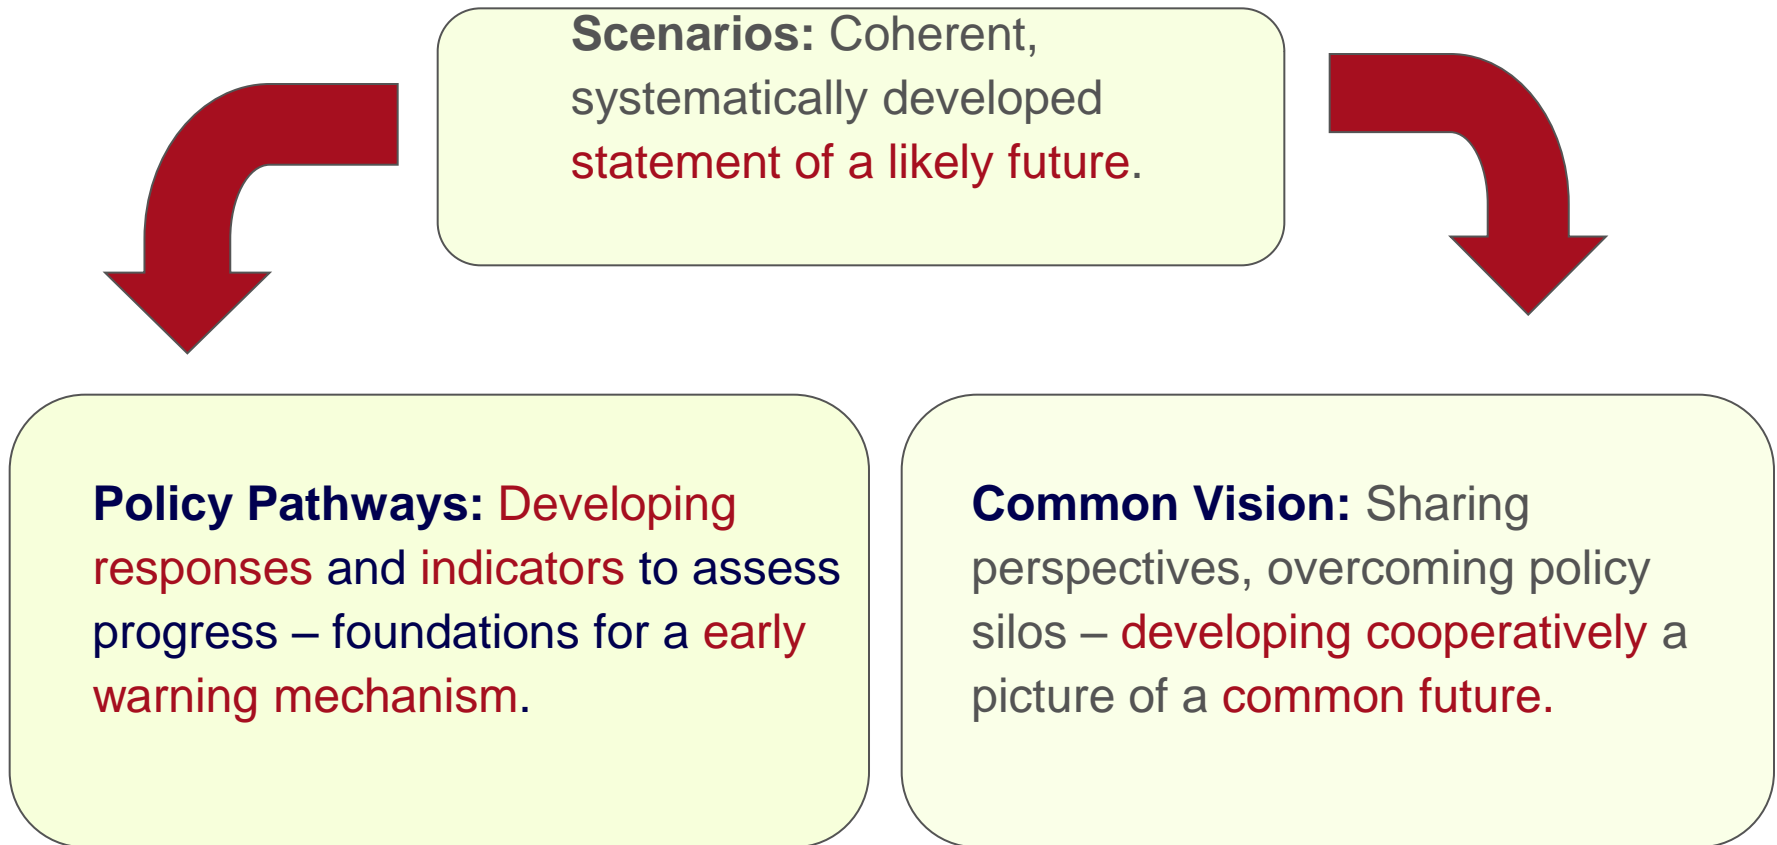 Scenarios: Coherent,
systematically developed
statement of a likely future.
Policy Pathways: Developing
responses and indicators to assess
progress – foundations for a early
warning mechanism.
Common Vision: Sharing
perspectives, overcoming policy
silos – developing cooperatively a
picture of a common future.